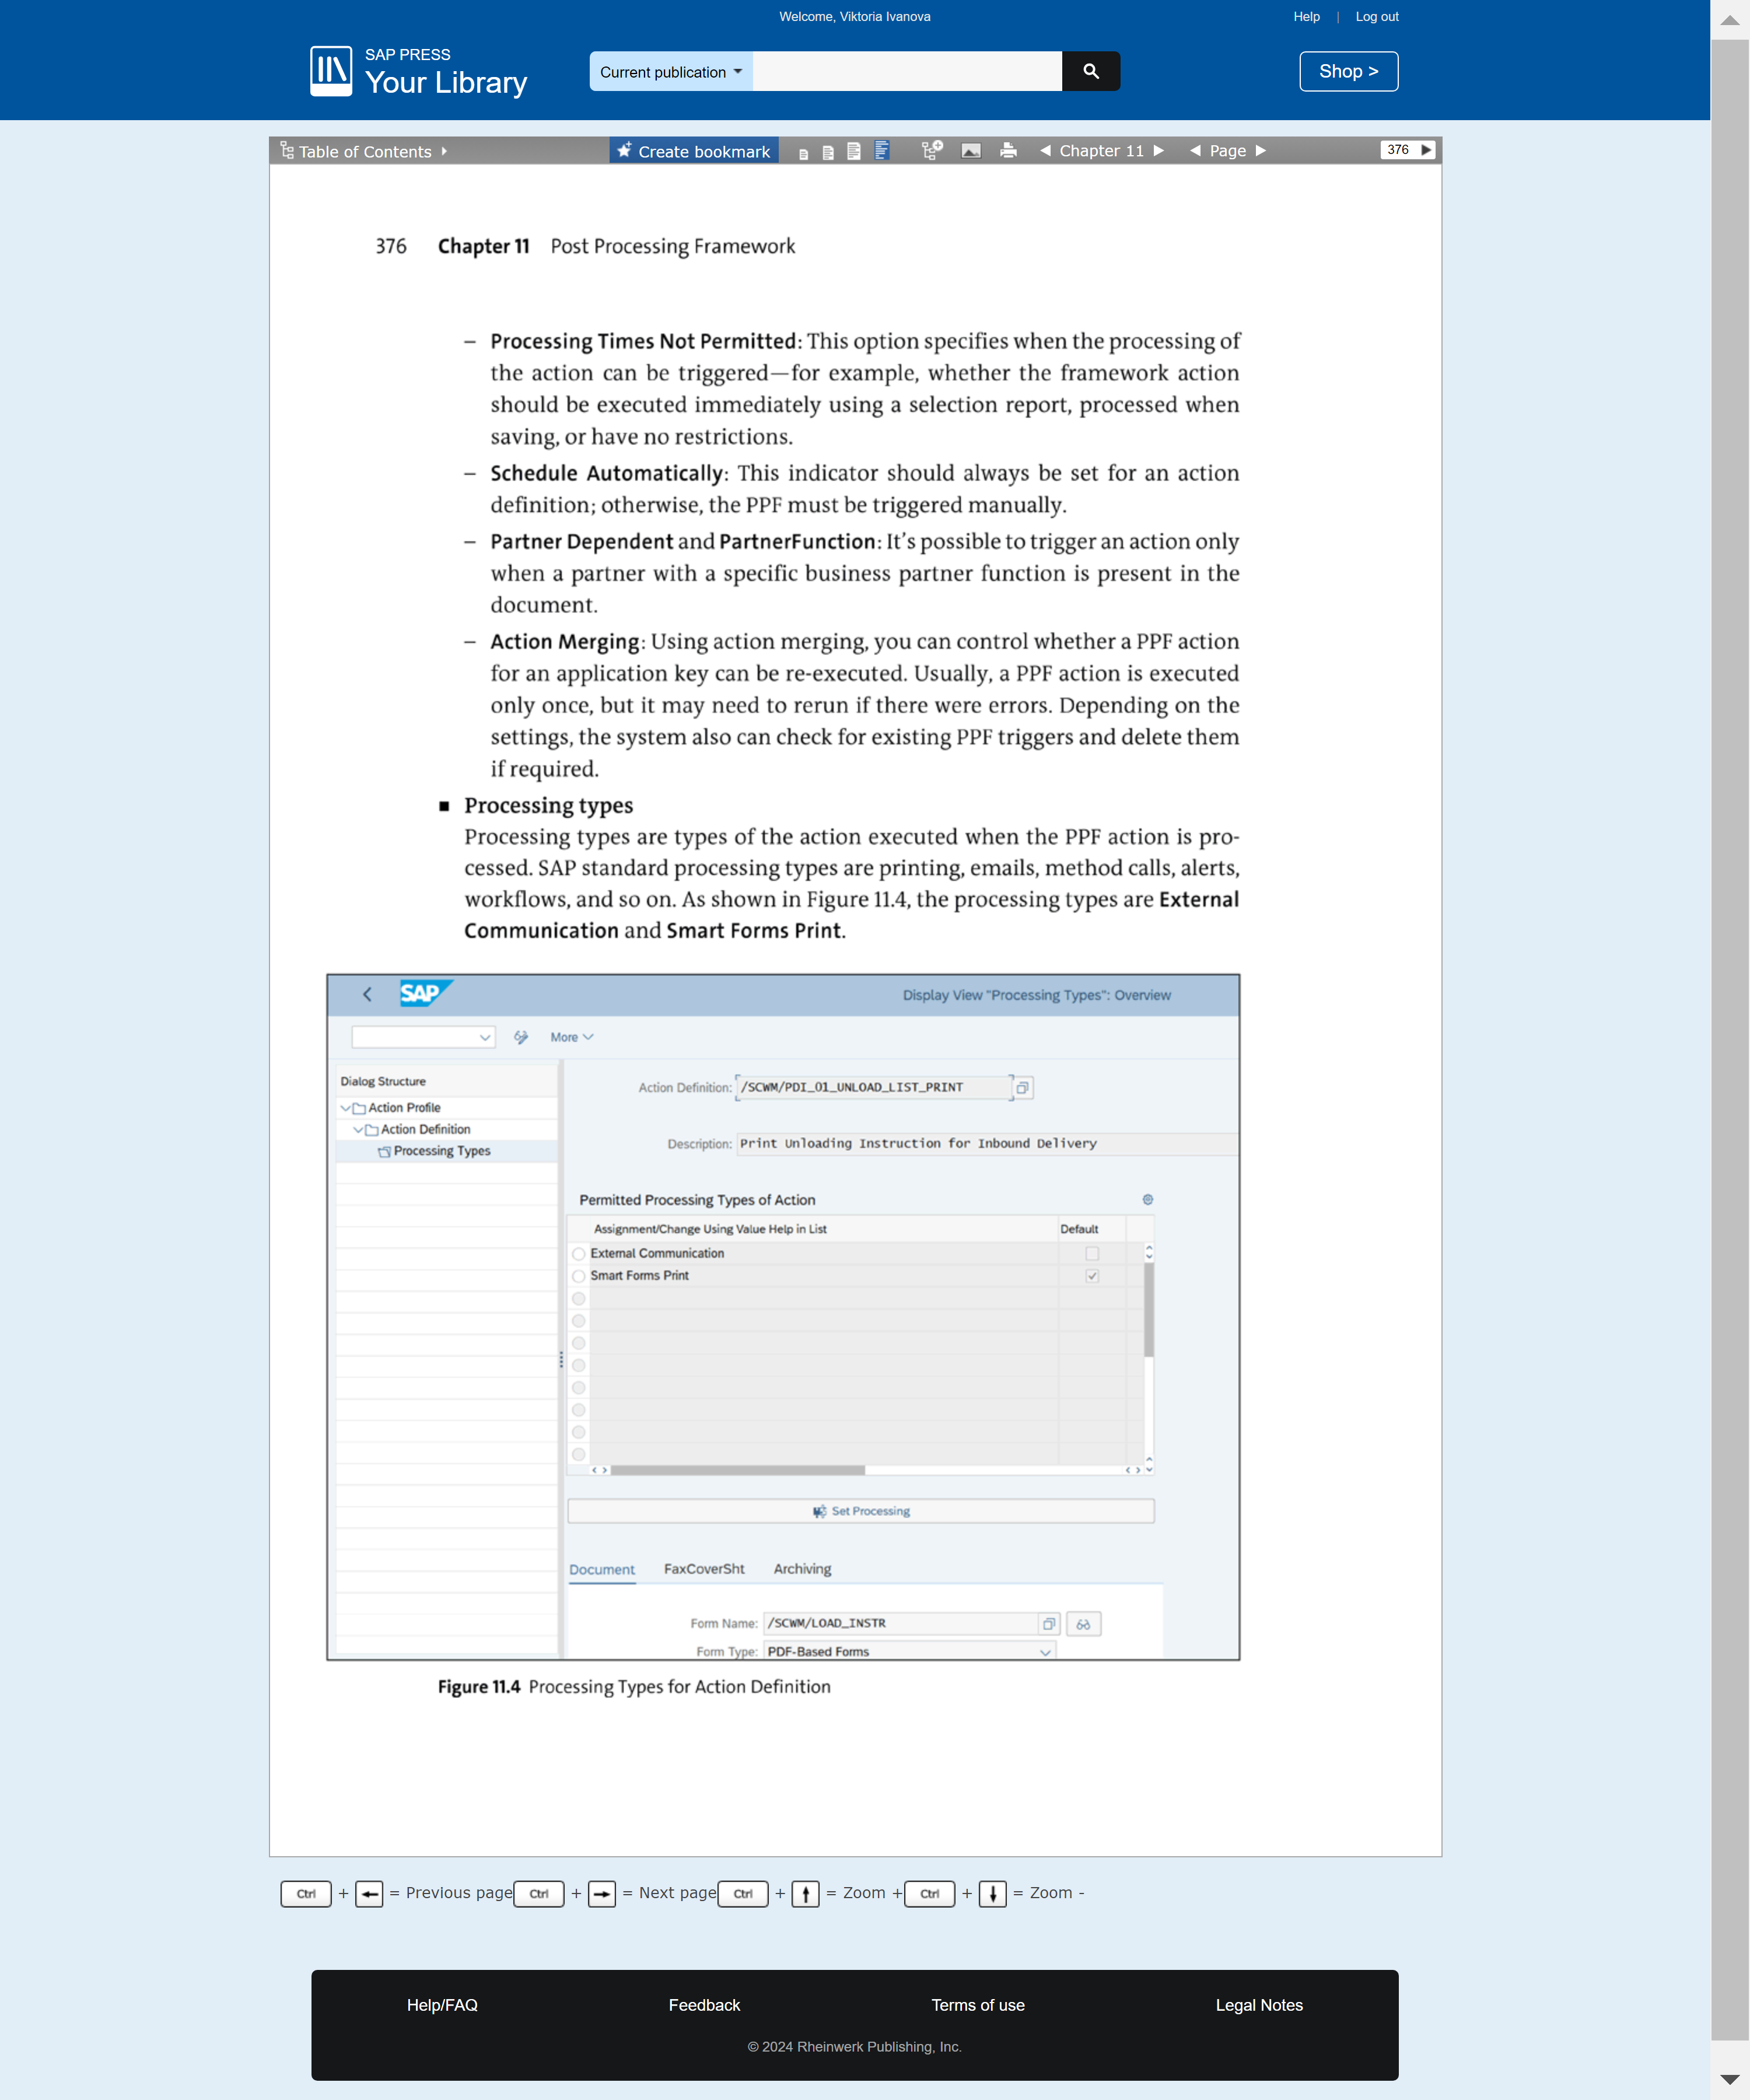 Welcome, Viktoria Ivanova
Help | Log out
SAP PRESS
Your Library
Current publication
Shop >
Table of Contents
Create bookmark
Chapter 11
Page
376
376 Chapter 11 Post Processing Framework
– Processing Times Not Permitted: This option specifies when the processing of
the action can be triggered—for example, whether the framework action
should be executed immediately using a selection report, processed when
saving, or have no restrictions.
– Schedule Automatically: This indicator should always be set for an action
definition; otherwise, the PPF must be triggered manually.
– Partner Dependent and PartnerFunction: It's possible to trigger an action only
when a partner with a specific business partner function is present in the
document.
– Action Merging: Using action merging, you can control whether a PPF action
for an application key can be re-executed. Usually, a PPF action is executed
only once, but it may need to rerun if there were errors. Depending on the
settings, the system also can check for existing PPF triggers and delete them
if required.
■ Processing types
Processing types are types of the action executed when the PPF action is pro-
cessed. SAP standard processing types are printing, emails, method calls, alerts,
workflows, and so on. As shown in Figure 11.4, the processing types are External
Communication and Smart Forms Print.
SAP
Display View "Processing Types": Overview
More
Dialog Structure
Action Profile
Action Definition
Processing Types
Action Definition: /SCWM/PDI_01_UNLOAD_LIST_PRINT
Description: Print Unloading Instruction for Inbound Delivery
Permitted Processing Types of Action
Assignment/Change Using Value Help in List Default
External Communication
Smart Forms Print
Set Processing
Document FaxCoverSht Archiving
Form Name: /SCWM/LOAD_INSTR
Form Type: PDF-Based Forms
Figure 11.4 Processing Types for Action Definition
Ctrl + ← = Previous page Ctrl + → = Next page Ctrl + ↑ = Zoom + Ctrl + ↓ = Zoom -
Help/FAQ Feedback Terms of use Legal Notes
© 2024 Rheinwerk Publishing, Inc.